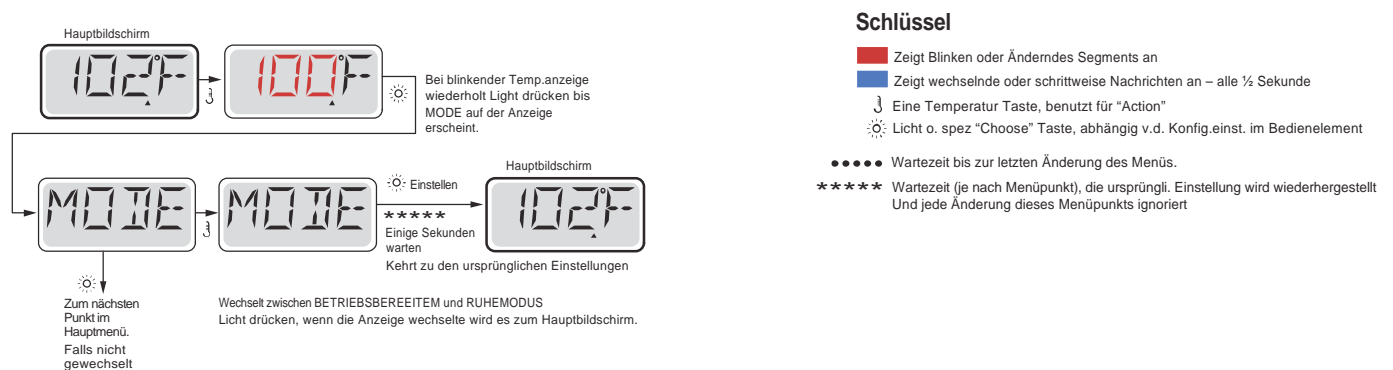 Hauptbildschirm
102°F
100°F
Bei blinkender Temp.anzeige
wiederholt Light drücken bis
MODE auf der Anzeige
erscheint.
MODE
MODE
Einstellen
*****
Einige Sekunden
warten
Kehrt zu den ursprünglichen Einstellungen
Hauptbildschirm
102°F
Zum nächsten
Punkt im
Hauptmenü.
Falls nicht
gewechselt
Wechselt zwischen BETRIEBSBEREEITEM und RUHEMODUS
Licht drücken, wenn die Anzeige wechselte wird es zum Hauptbildschirm.
Schlüssel
Zeigt Blinken oder Änderndes Segments an
Zeigt wechselnde oder schrittweise Nachrichten an – alle ½ Sekunde
Eine Temperatur Taste, benutzt für “Action”
Licht o. spez “Choose” Taste, abhängig v.d. Konfig.einst. im Bedienelement
Wartezeit bis zur letzten Änderung des Menüs.
***** Wartezeit (je nach Menüpunkt), die ursprüngli. Einstellung wird wiederhergestellt
Und jede Änderung dieses Menüpunkts ignoriert